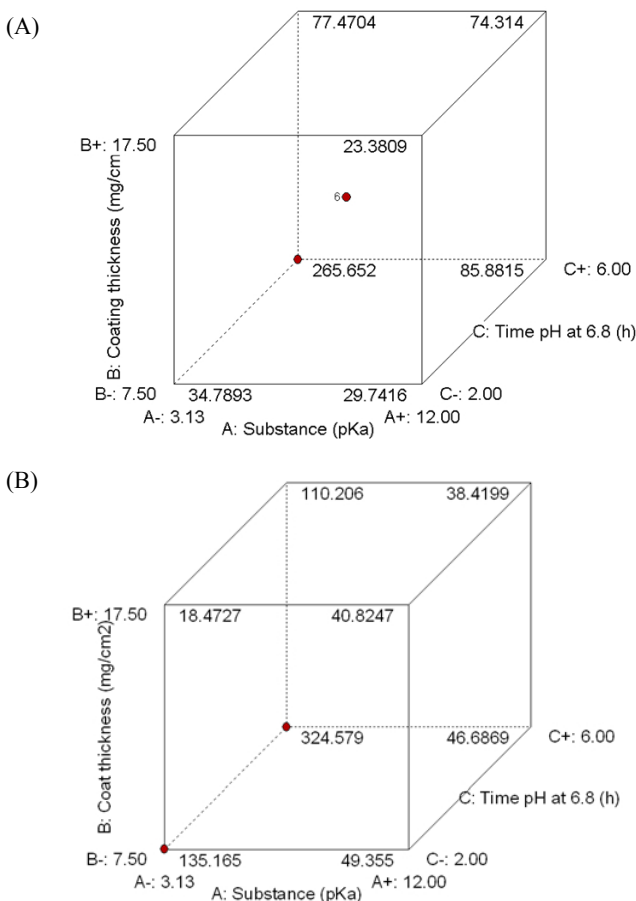 (A)
77.4704 74.314
B+: 17.50 23.3809
6
B: Coating thickness (mg/cm
265.652 85.8815 C+: 6.00
C: Time pH at 6.8 (h)
B-: 7.50 34.7893 29.7416 C-: 2.00
A-: 3.13 A+: 12.00
A: Substance (pKa)
(B)
110.206 38.4199
B+: 17.50 18.4727 40.8247
B: Coat thickness (mg/cm2)
324.579 46.6869 C+: 6.00
C: Time pH at 6.8 (h)
B-: 7.50 135.165 49.355 C-: 2.00
A-: 3.13 A+: 12.00
A: Substance (pKa)